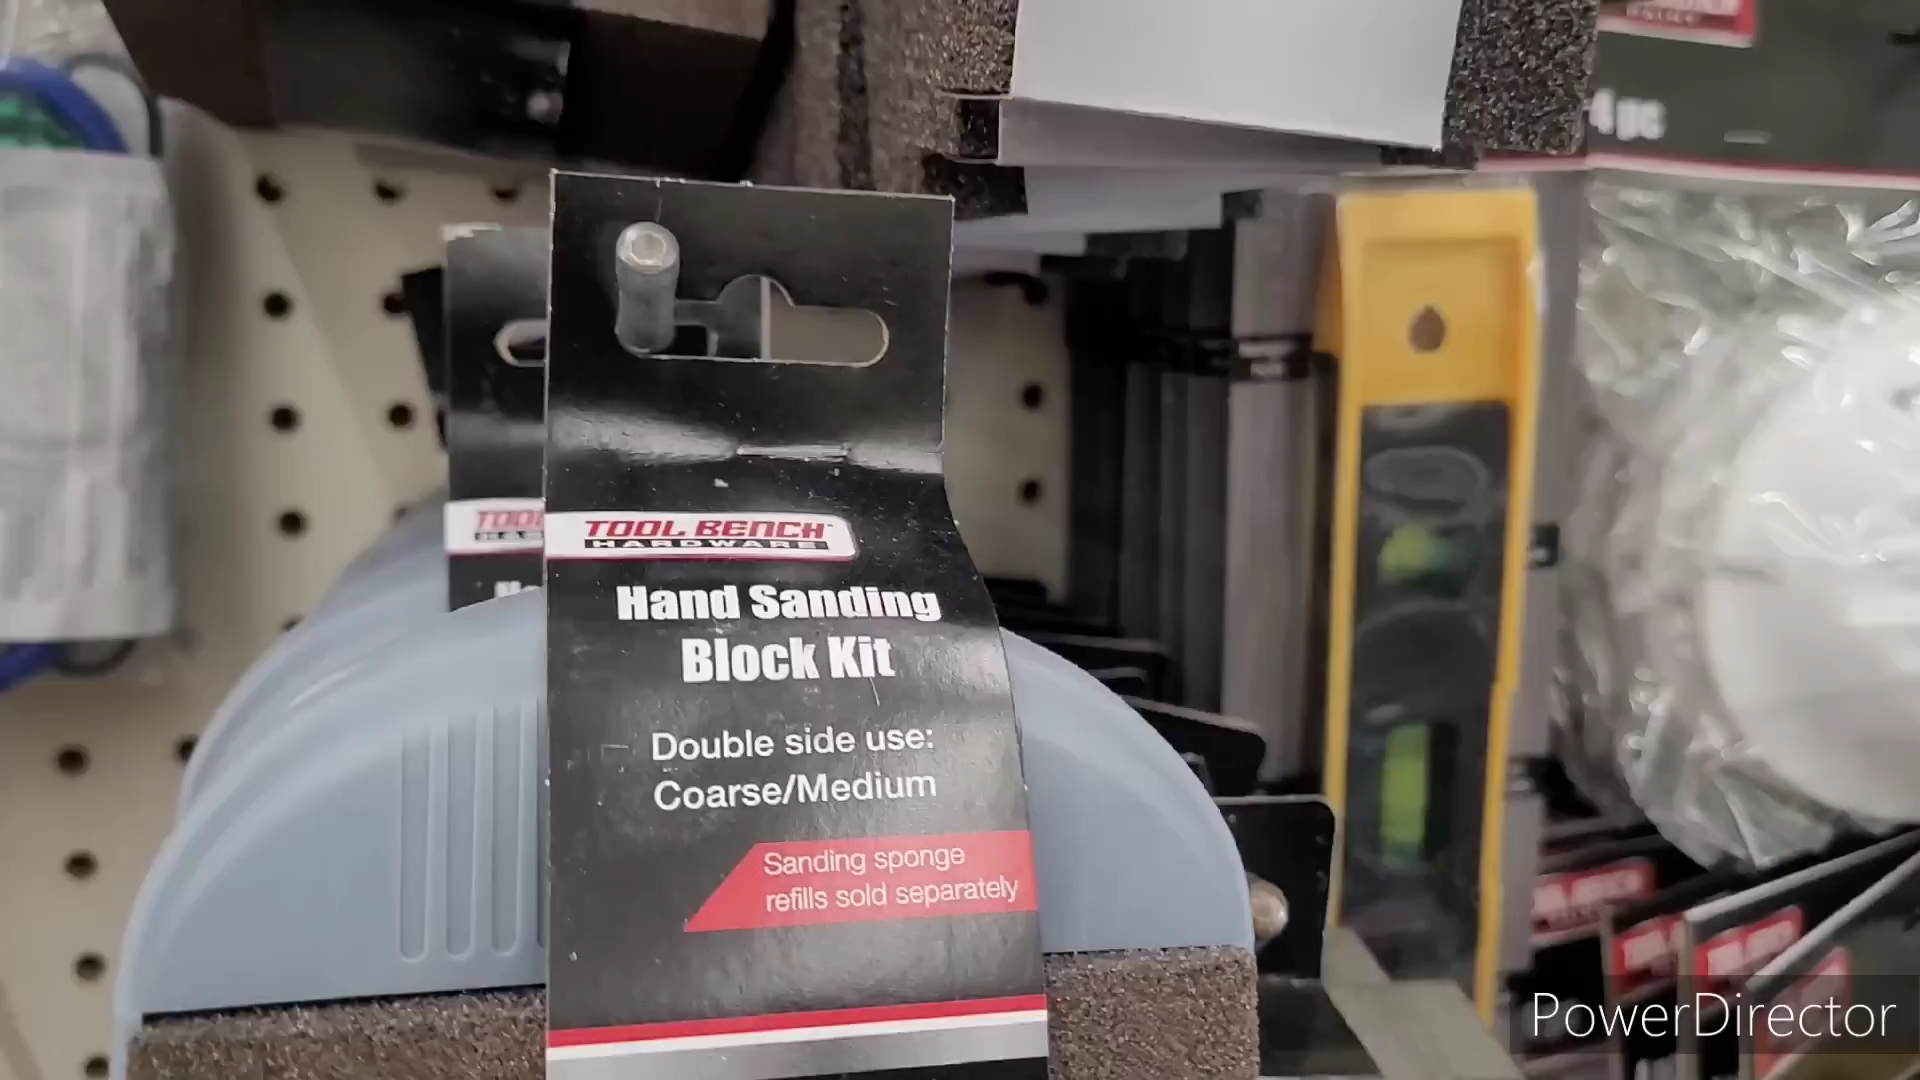 4 pc
TOOL BENCH
HARDWARE
Hand Sanding
Block Kit
Double side use:
Coarse/Medium
Sanding sponge
refills sold separately
TOOL
PowerDirector